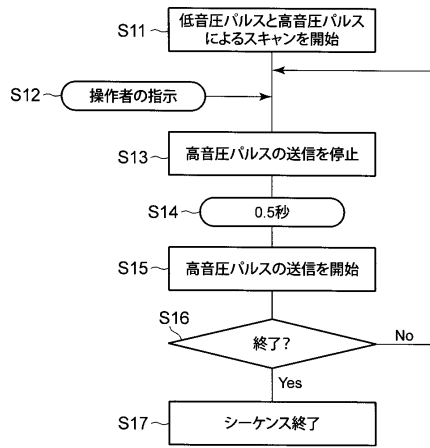 S11
低音圧パルスと高音圧パルス
によるスキャンを開始
S12
操作者の指示
S13
高音圧パルスの送信を停止
S14
0.5秒
S15
高音圧パルスの送信を開始
S16
終了?
No
Yes
S17
シーケンス終了